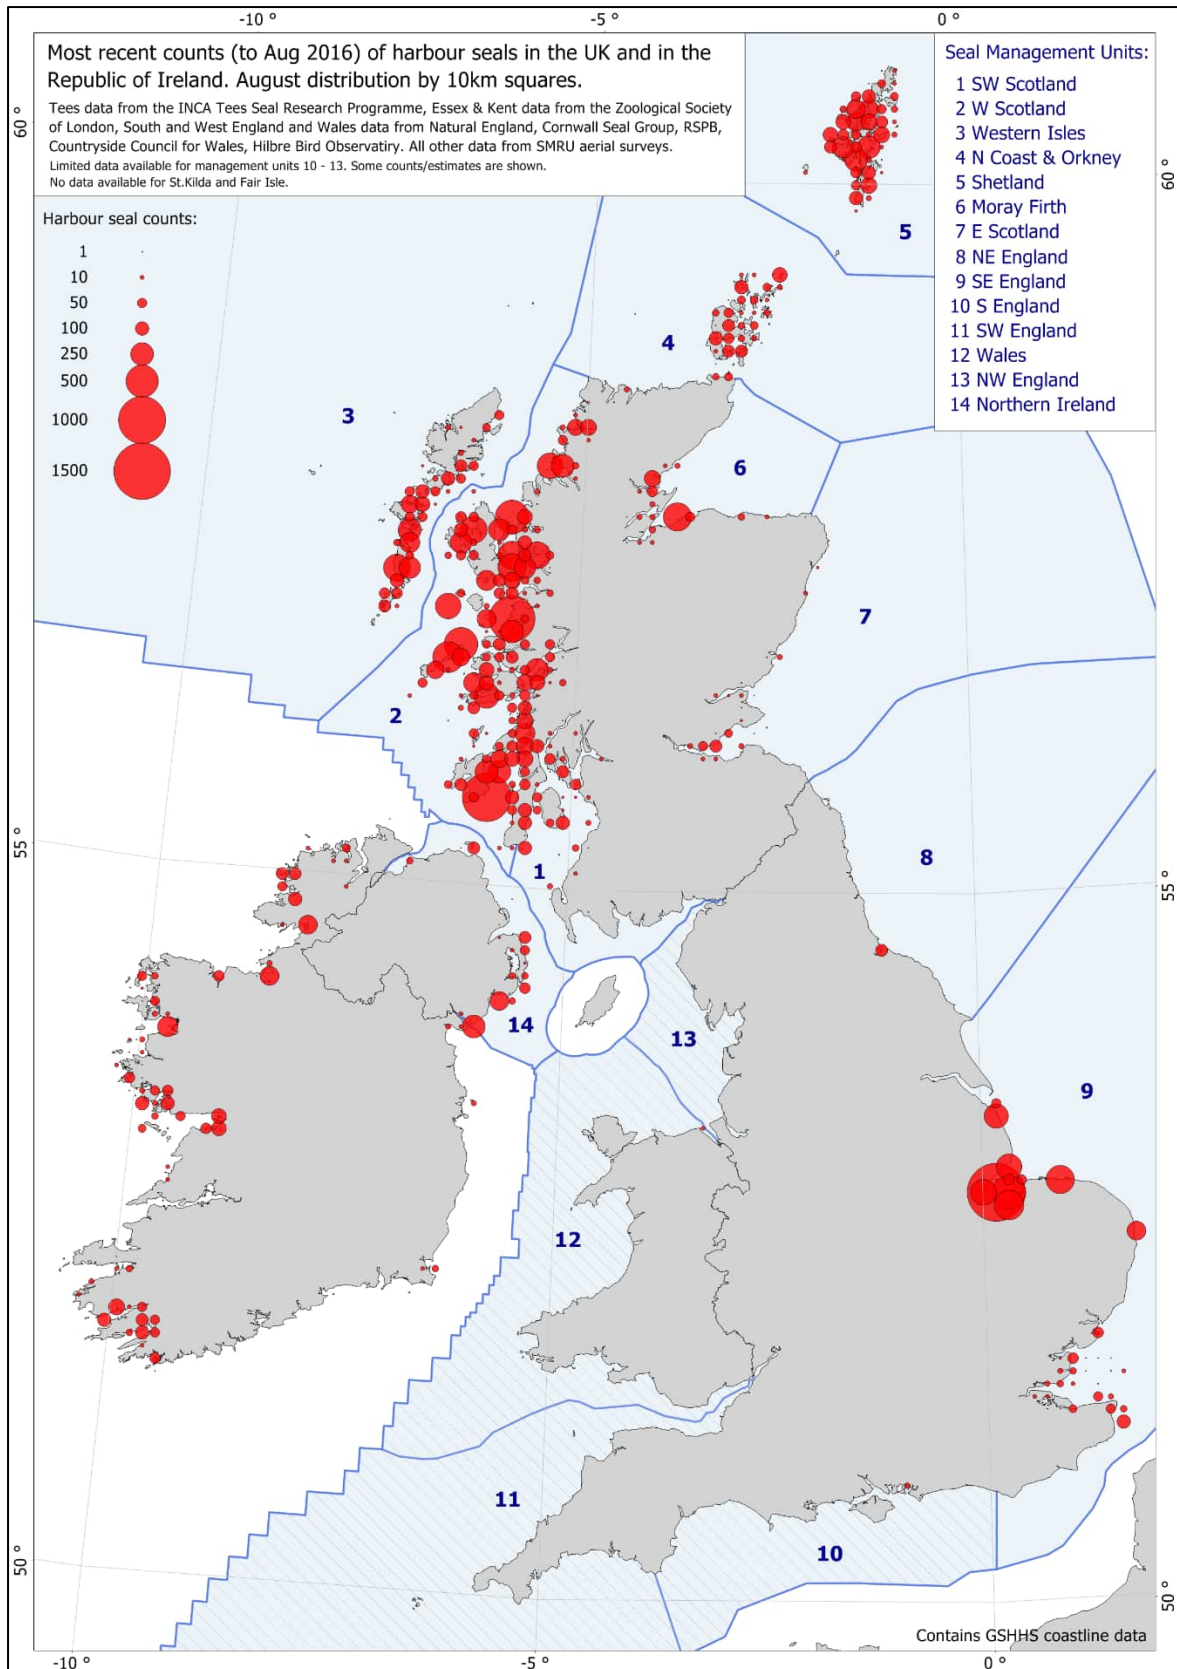 -10 °
-5 °
0 °
Most recent counts (to Aug 2016) of harbour seals in the UK and in the
Republic of Ireland. August distribution by 10km squares.
Tees data from the INCA Tees Seal Research Programme, Essex & Kent data from the Zoological Society
of London, South and West England and Wales data from Natural England, Cornwall Seal Group, RSPB,
Countryside Council for Wales, Hilbre Bird Observatiry. All other data from SMRU aerial surveys.
Limited data available for management units 10 - 13. Some counts/estimates are shown.
No data available for St.Kilda and Fair Isle.
Seal Management Units:
1 SW Scotland
2 W Scotland
3 Western Isles
4 N Coast & Orkney
5 Shetland
6 Moray Firth
7 E Scotland
8 NE England
9 SE England
10 S England
11 SW England
12 Wales
13 NW England
14 Northern Ireland
Harbour seal counts:
1
10
50
100
250
500
1000
1500
60 °
60 °
5
4
3
6
7
2
55 °
8
1
55 °
14
13
9
12
11
10
50 °
50 °
Contains GSHHS coastline data
-10 °
-5 °
0 °